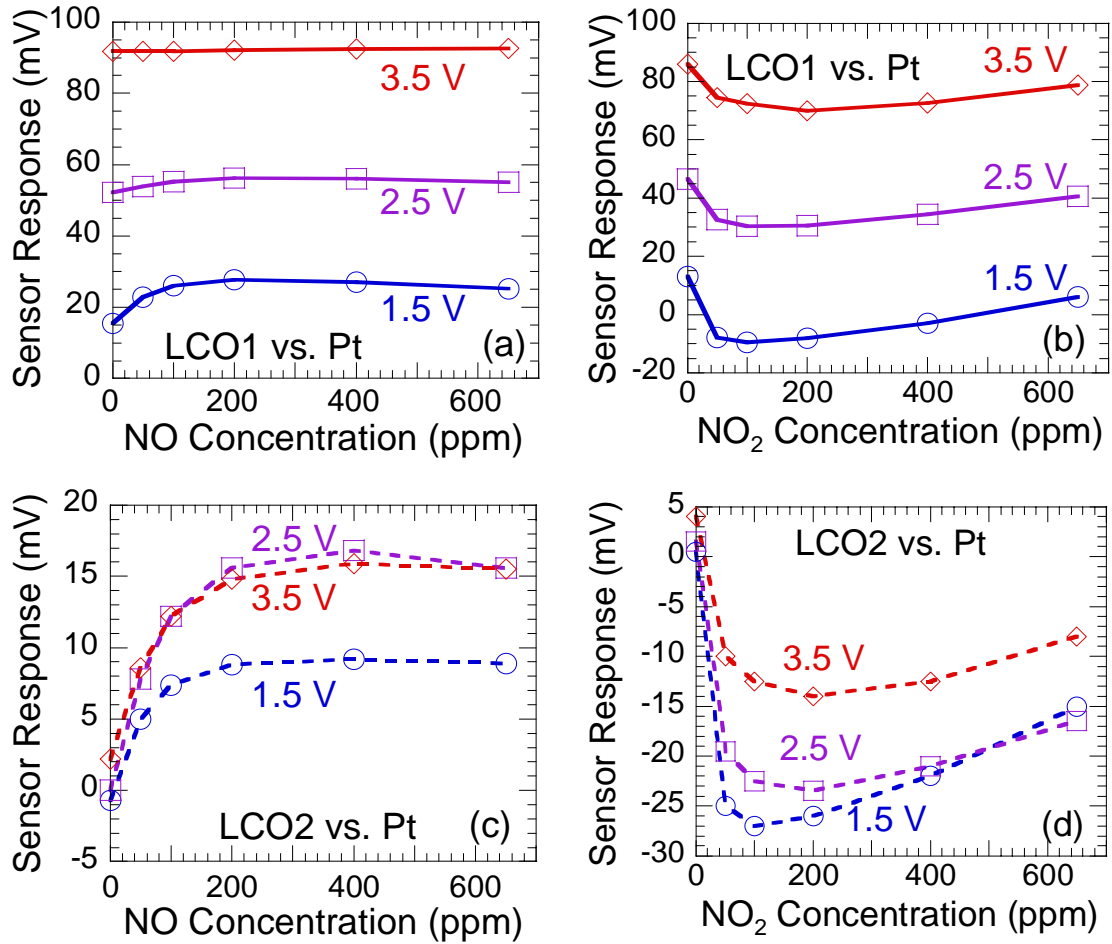 100
80
60
40
20
0
Sensor Response (mV)
3.5 V
2.5 V
1.5 V
LCO1 vs. Pt
(a)
0 200 400 600
NO Concentration (ppm)
100
80
60
40
20
0
-20
Sensor Response (mV)
LCO1 vs. Pt
3.5 V
2.5 V
1.5 V
(b)
0 200 400 600
NO₂ Concentration (ppm)
20
15
10
5
0
-5
Sensor Response (mV)
2.5 V
3.5 V
1.5 V
LCO2 vs. Pt
(c)
0 200 400 600
NO Concentration (ppm)
5
0
-5
-10
-15
-20
-25
-30
Sensor Response (mV)
LCO2 vs. Pt
3.5 V
2.5 V
1.5 V
(d)
0 200 400 600
NO₂ Concentration (ppm)